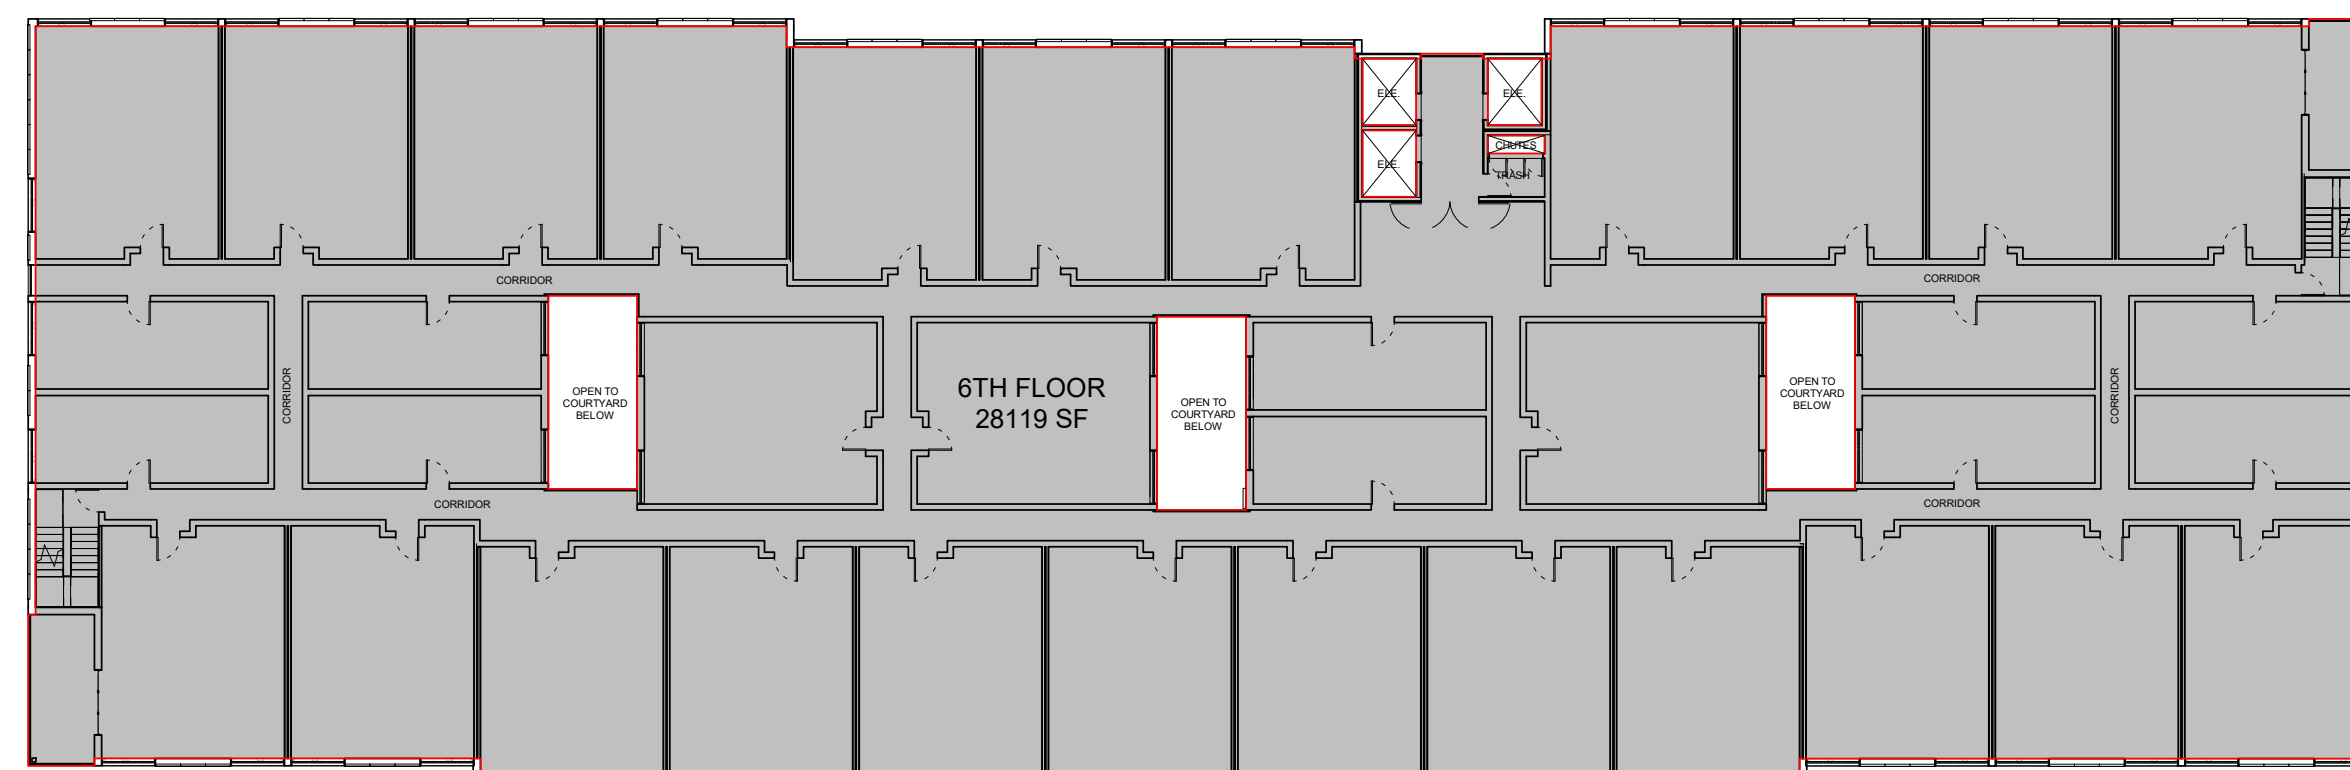 ELE.
ELE.
CHUTES
ELE.
TRASH
CORRIDOR
CORRIDOR
CORRIDOR
OPEN TO
COURTYARD
BELOW
6TH FLOOR
28119 SF
OPEN TO
COURTYARD
BELOW
OPEN TO
COURTYARD
BELOW
CORRIDOR
CORRIDOR
CORRIDOR